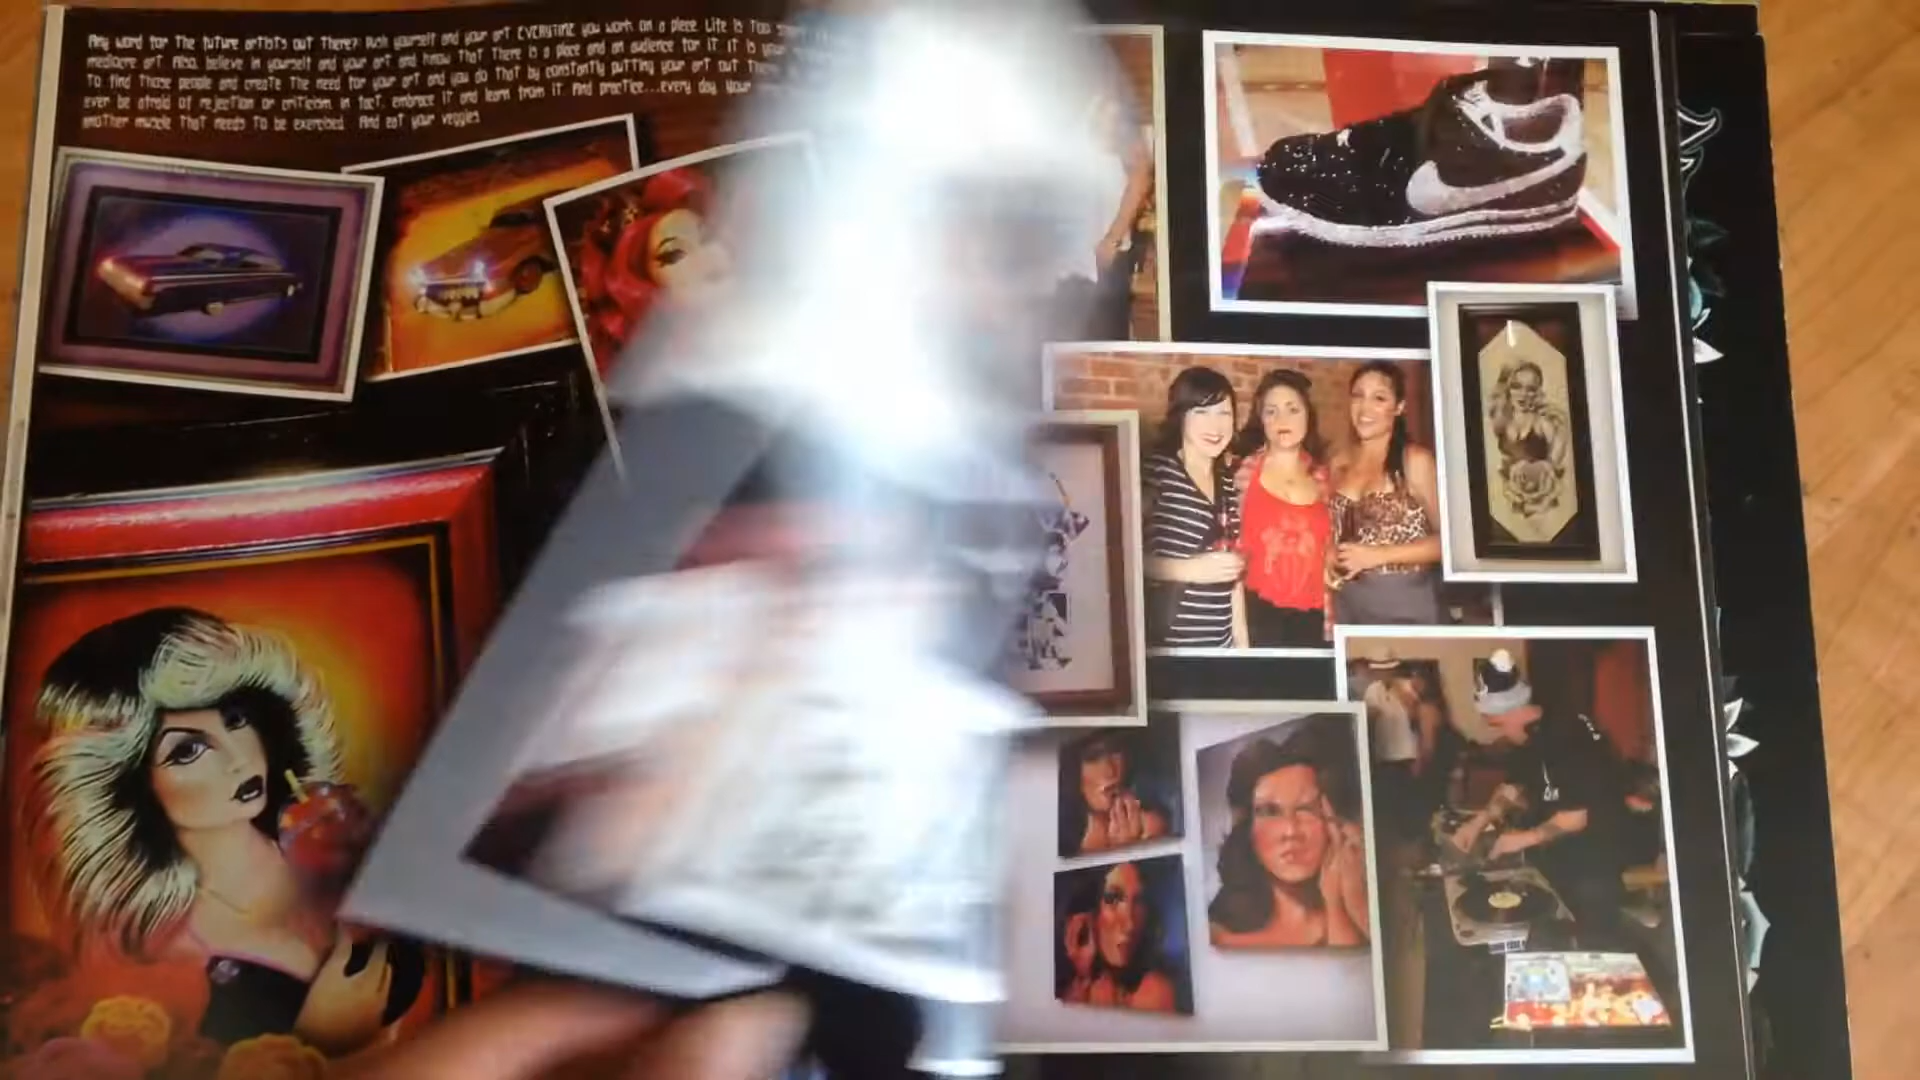 Any word for The future artists out There? Push yourself and your art EVERYTIME you work on a piece. Life is Too
mediocre art. Also, believe in yourself and your art and know That There is a place and an audience for it. It is your
To find Those people and create The need for your art and you do That by constantly putting your art out
ever be afraid of rejection or criticism, in fact, embrace it and learn from it. And practice...every day. Your
another muscle That needs To be exercised. And eat your veggies.